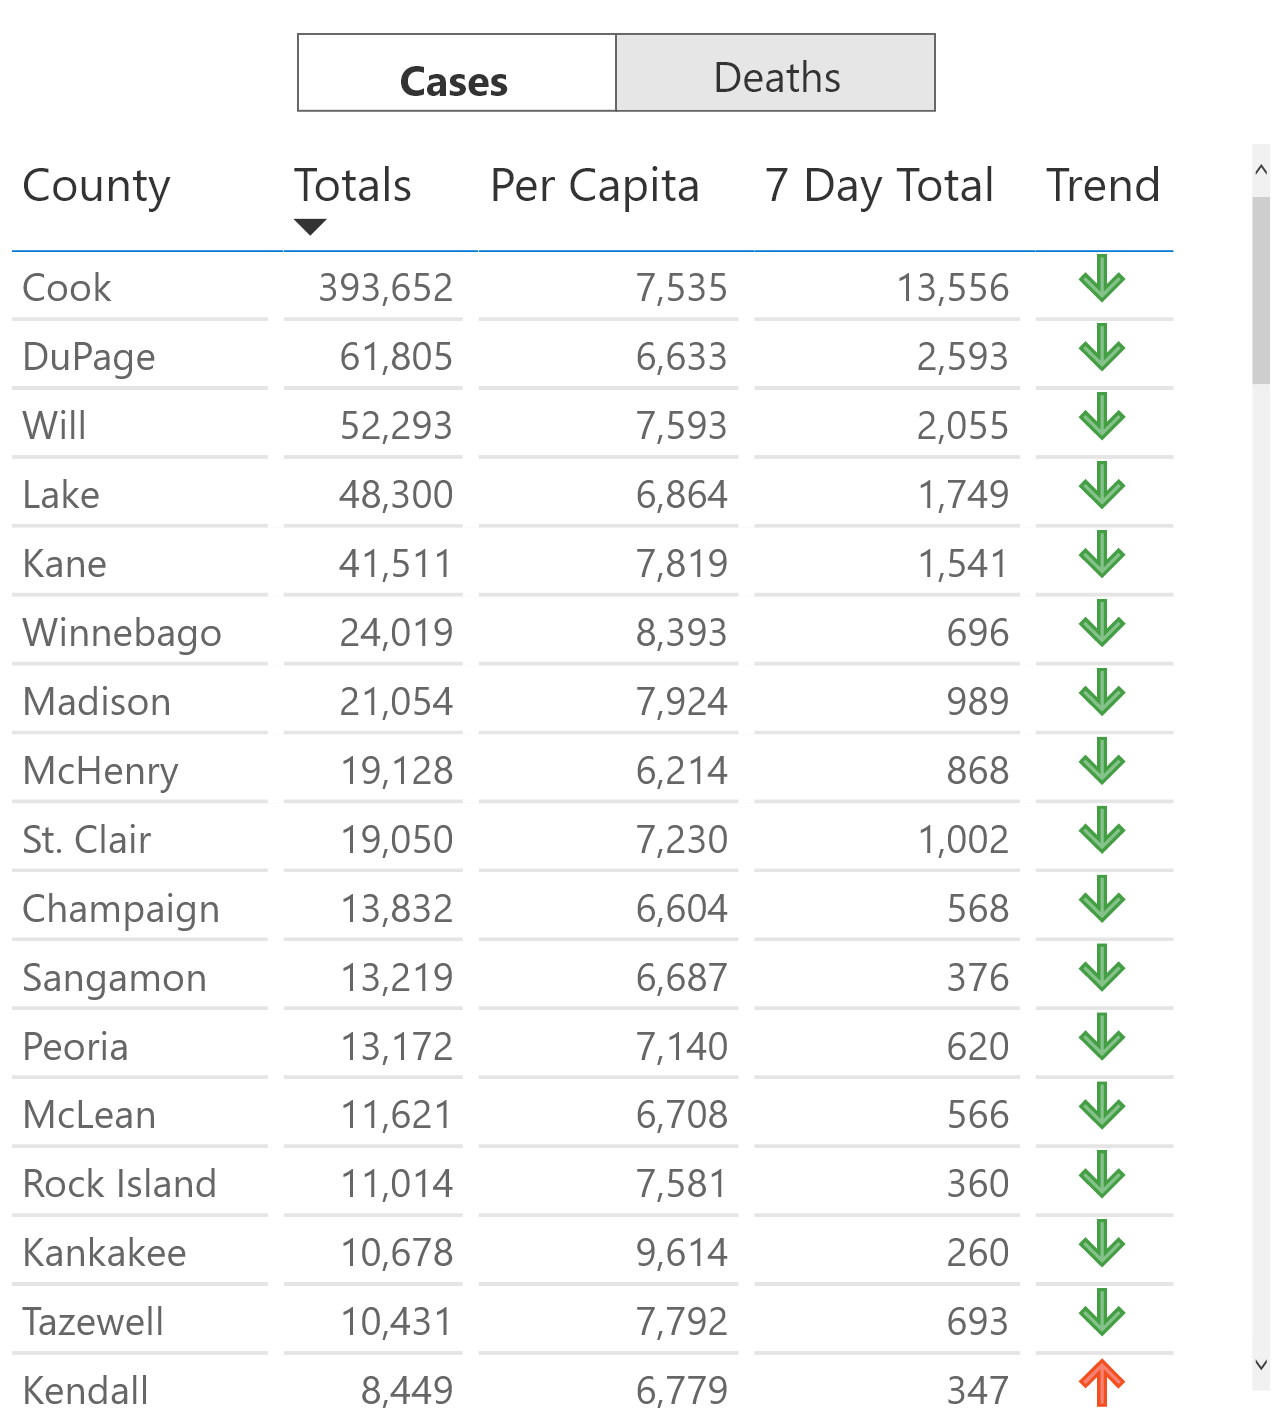 Cases Deaths
County Totals Per Capita 7 Day Total Trend
Cook 393,652 7,535 13,556
DuPage 61,805 6,633 2,593
Will 52,293 7,593 2,055
Lake 48,300 6,864 1,749
Kane 41,511 7,819 1,541
Winnebago 24,019 8,393 696
Madison 21,054 7,924 989
McHenry 19,128 6,214 868
St. Clair 19,050 7,230 1,002
Champaign 13,832 6,604 568
Sangamon 13,219 6,687 376
Peoria 13,172 7,140 620
McLean 11,621 6,708 566
Rock Island 11,014 7,581 360
Kankakee 10,678 9,614 260
Tazewell 10,431 7,792 693
Kendall 8,449 6,779 347